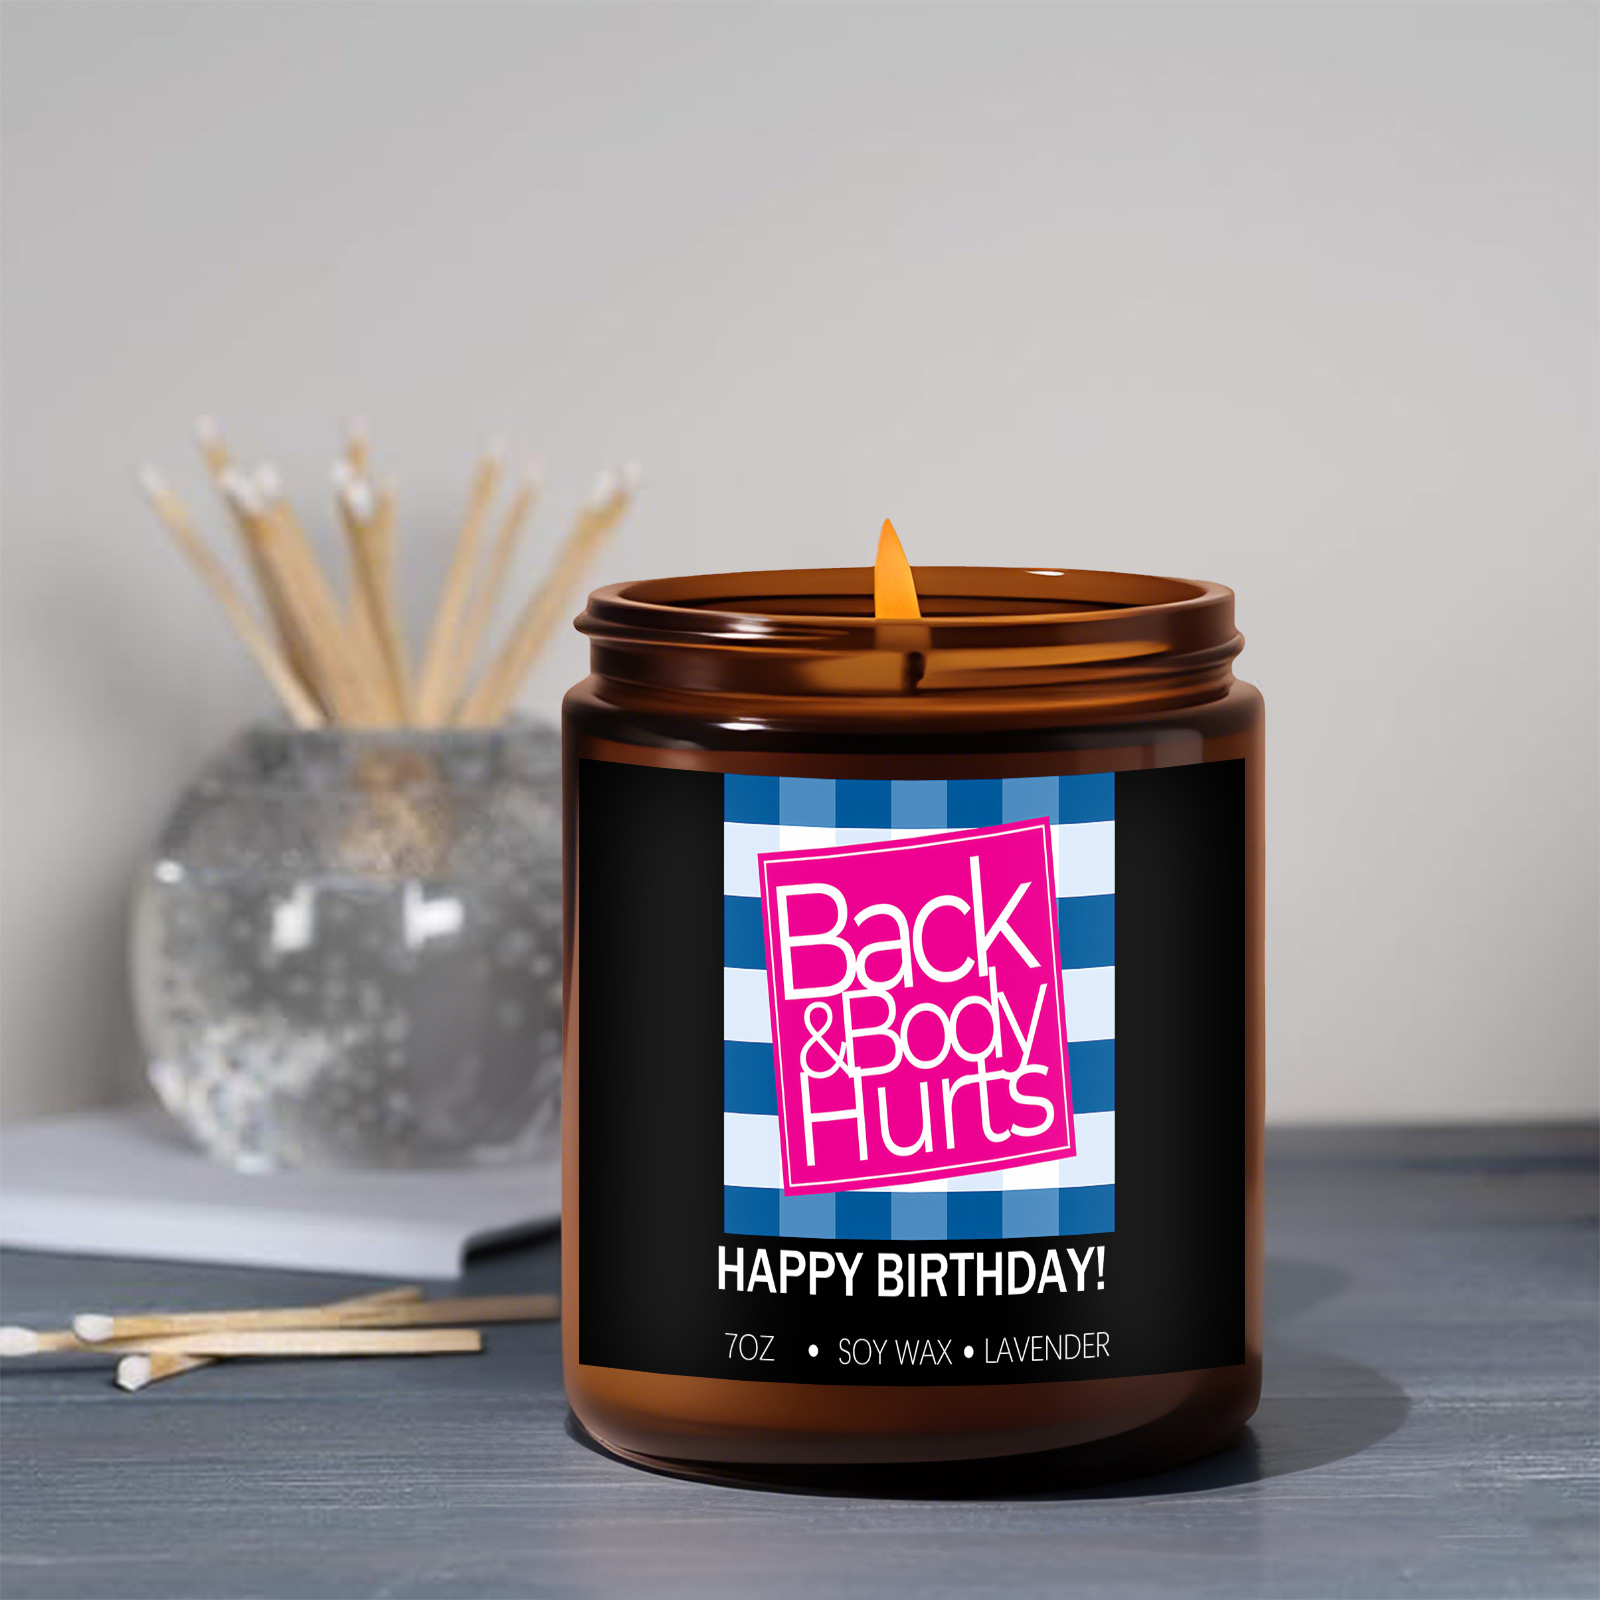 Back
&Body
Hurts
HAPPY BIRTHDAY!
7OZ • SOY WAX • LAVENDER